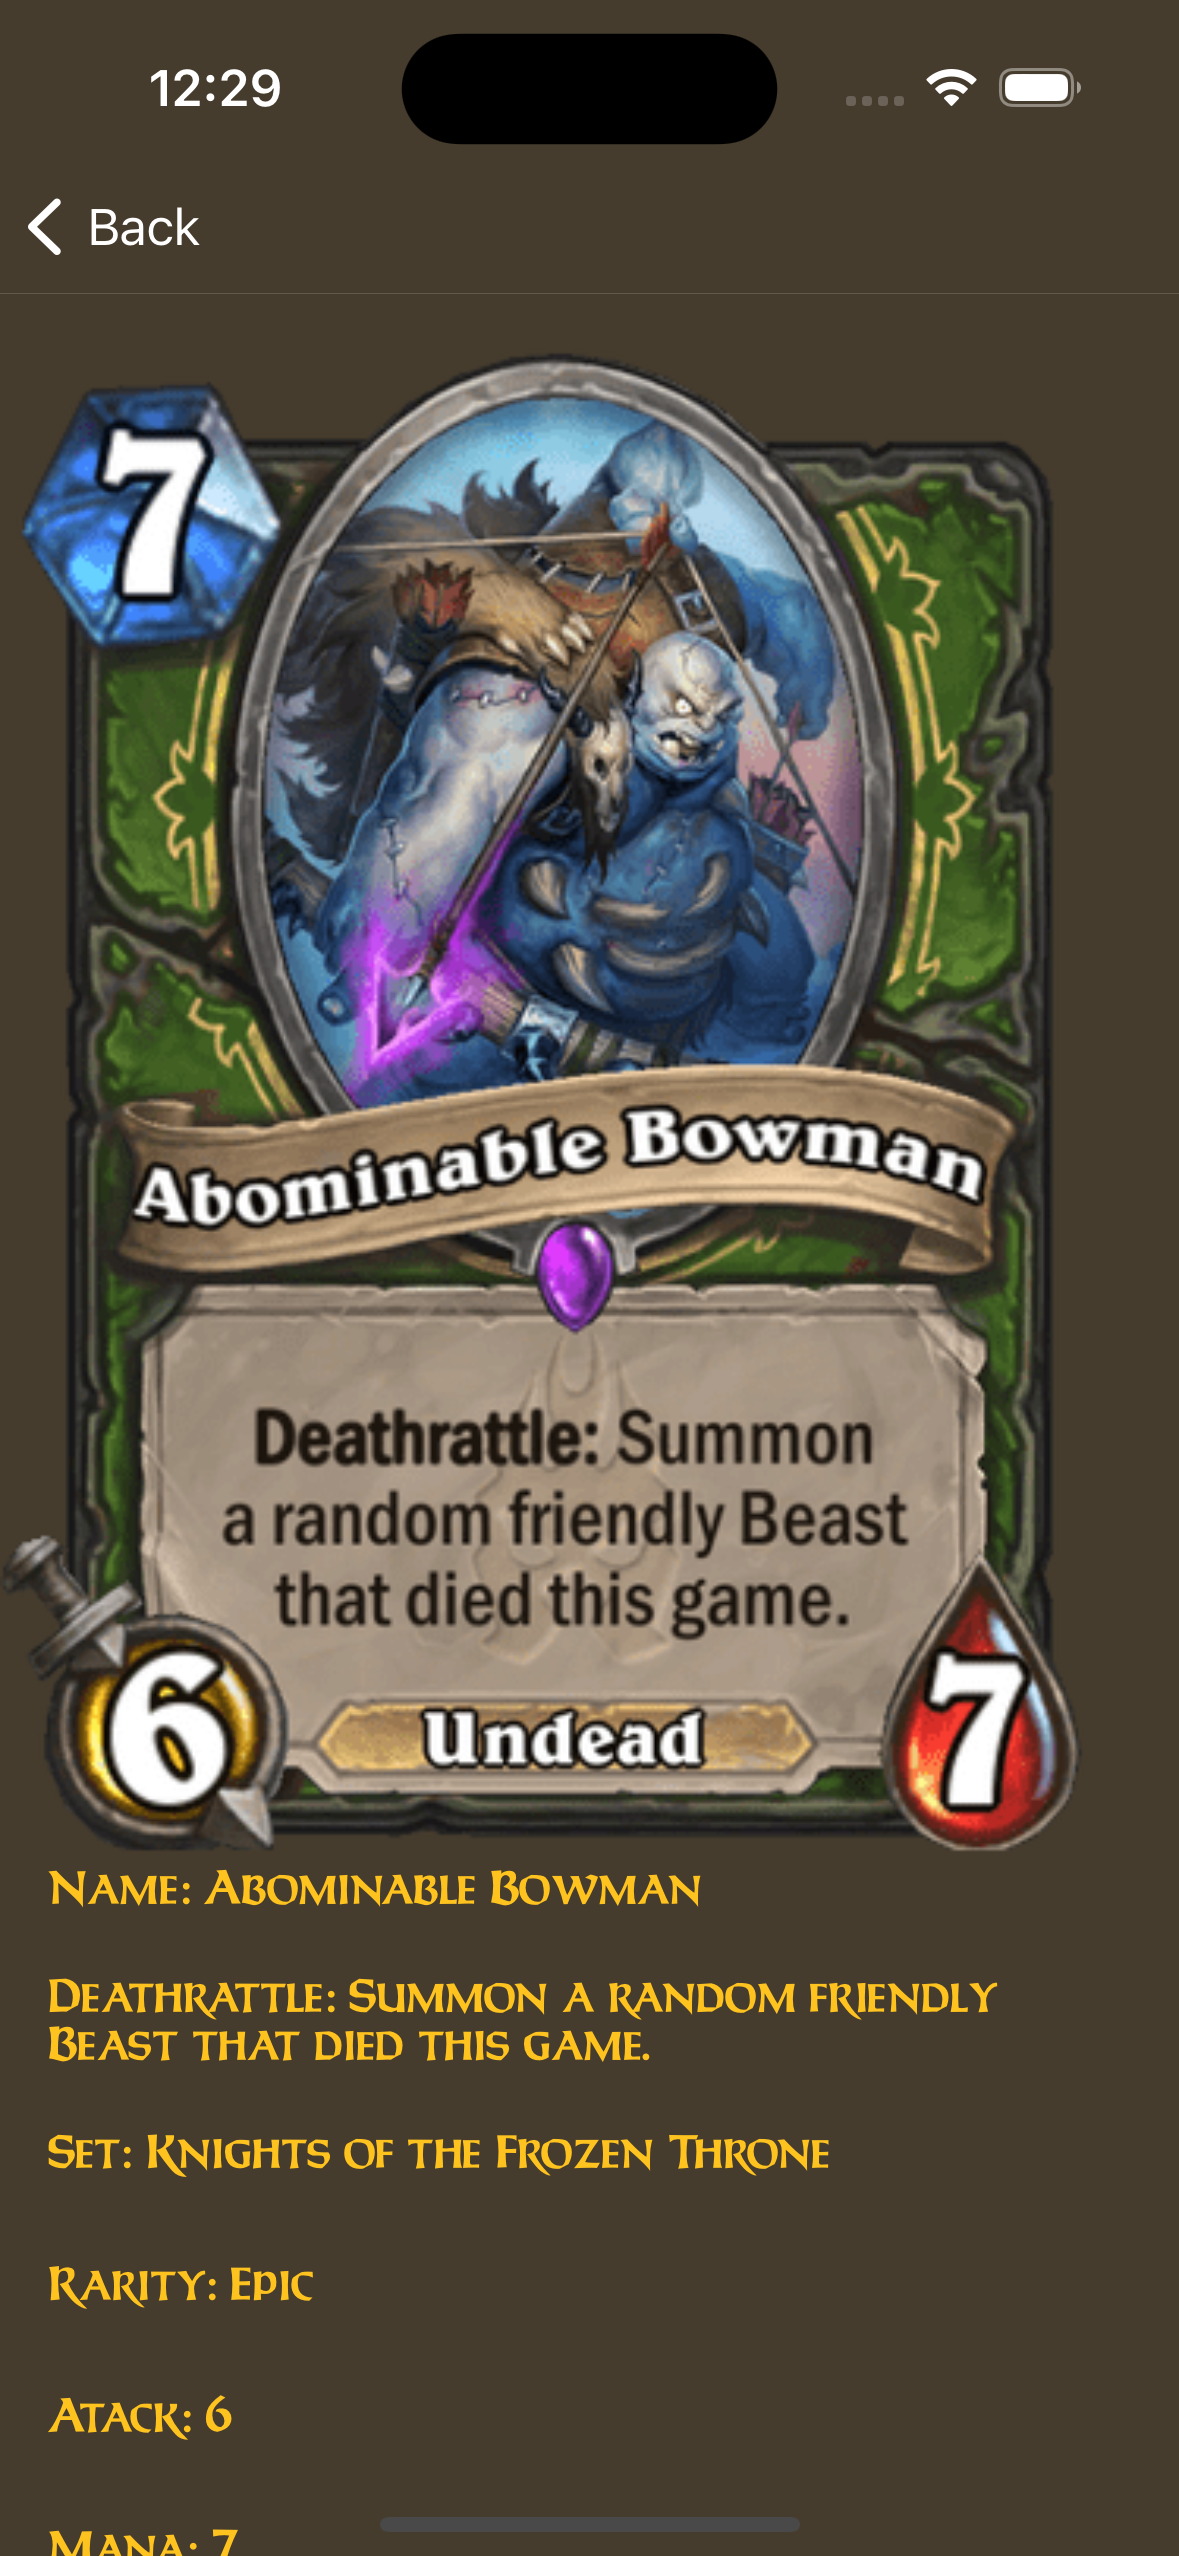 12:29
Back
7
Abominable Bowman
Deathrattle: Summon
a random friendly Beast
that died this game.
6
Undead
7
Name: Abominable Bowman
Deathrattle: Summon a random friendly
Beast that died this game.
Set: Knights of the Frozen Throne
Rarity: Epic
Atack: 6
Mana: 7